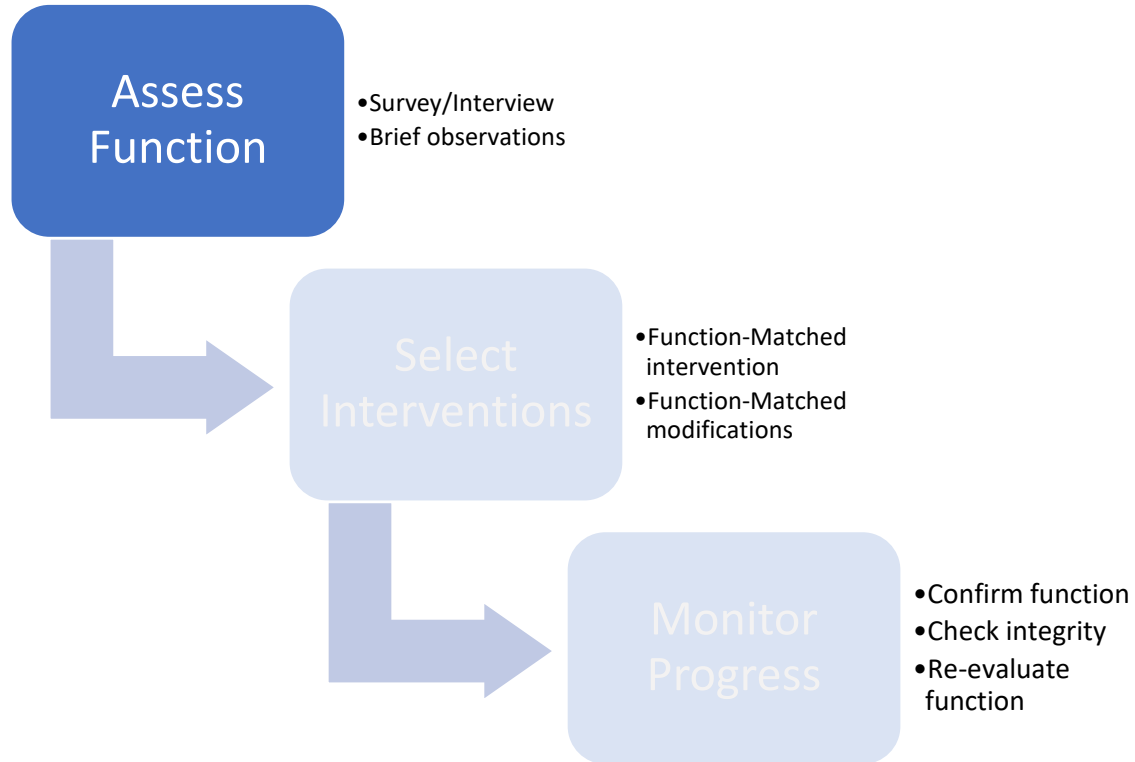 Assess
Function
•Survey/Interview
•Brief observations
Select
Interventions
•Function-Matched
intervention
•Function-Matched
modifications
Monitor
Progress
•Confirm function
•Check integrity
•Re-evaluate
function